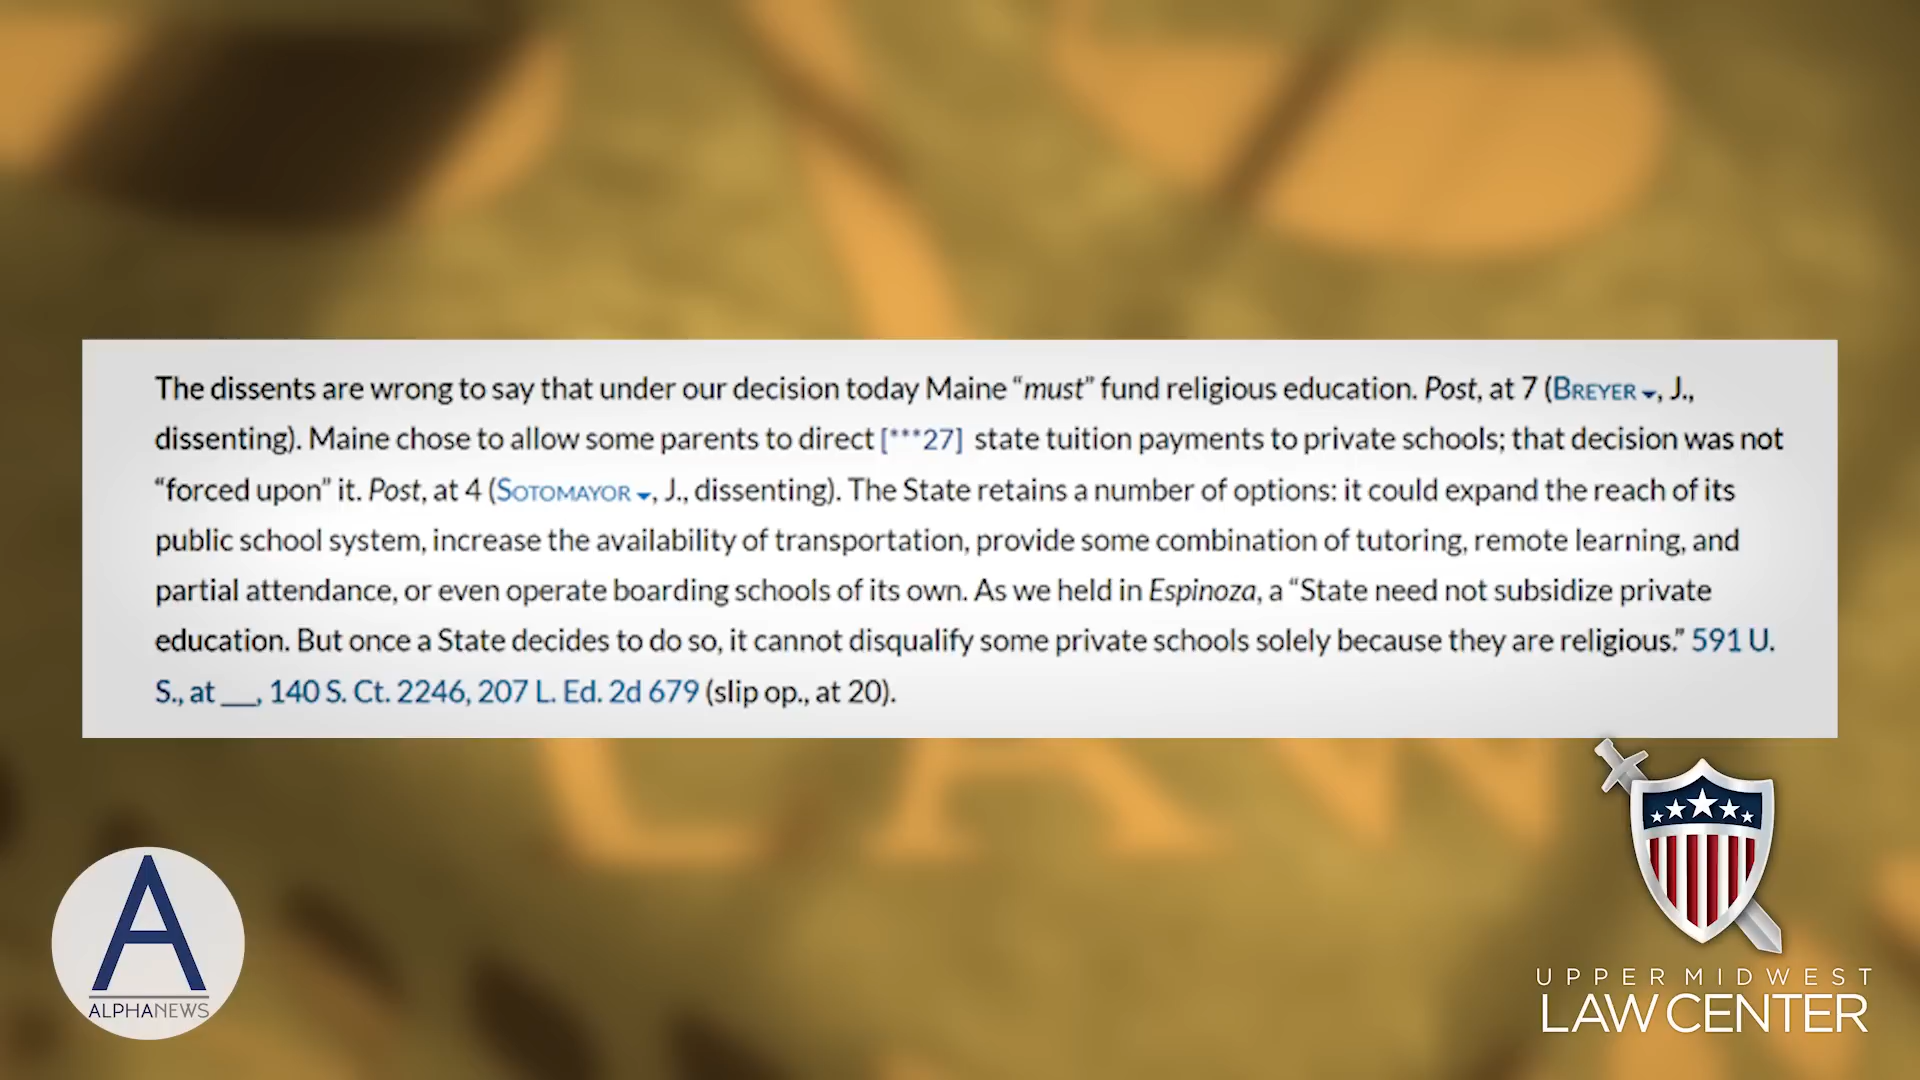 The dissents are wrong to say that under our decision today Maine “must” fund religious education. Post, at 7 (BREYER, J.,
dissenting). Maine chose to allow some parents to direct [***27] state tuition payments to private schools; that decision was not
“forced upon” it. Post, at 4 (SOTOMAYOR, J., dissenting). The State retains a number of options: it could expand the reach of its
public school system, increase the availability of transportation, provide some combination of tutoring, remote learning, and
partial attendance, or even operate boarding schools of its own. As we held in Espinoza, a “State need not subsidize private
education. But once a State decides to do so, it cannot disqualify some private schools solely because they are religious.” 591 U.
S., at ___, 140 S. Ct. 2246, 207 L. Ed. 2d 679 (slip op., at 20).
LAW
A
ALPHANEWS
UPPER MIDWEST
LAW CENTER